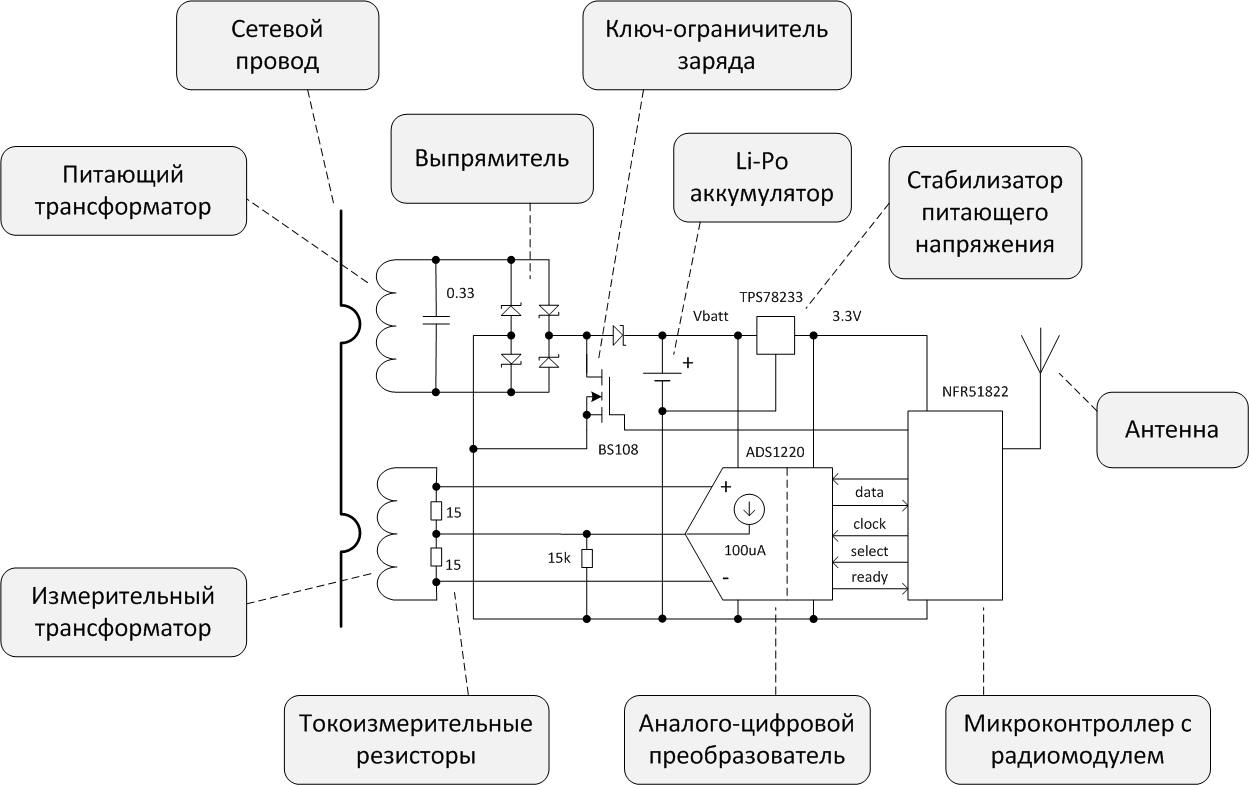 Сетевой
провод
Ключ-ограничитель
заряда
Выпрямитель
Li-Po
аккумулятор
Питающий
трансформатор
Стабилизатор
питающего
напряжения
0.33
TPS78233
Vbatt
3.3V
+
NFR51822
Антенна
BS108
ADS1220
+
data
15
clock
100uA
15k
select
15
-
ready
Измерительный
трансформатор
Токоизмерительные
резисторы
Аналого-цифровой
преобразователь
Микроконтроллер с
радиомодулем